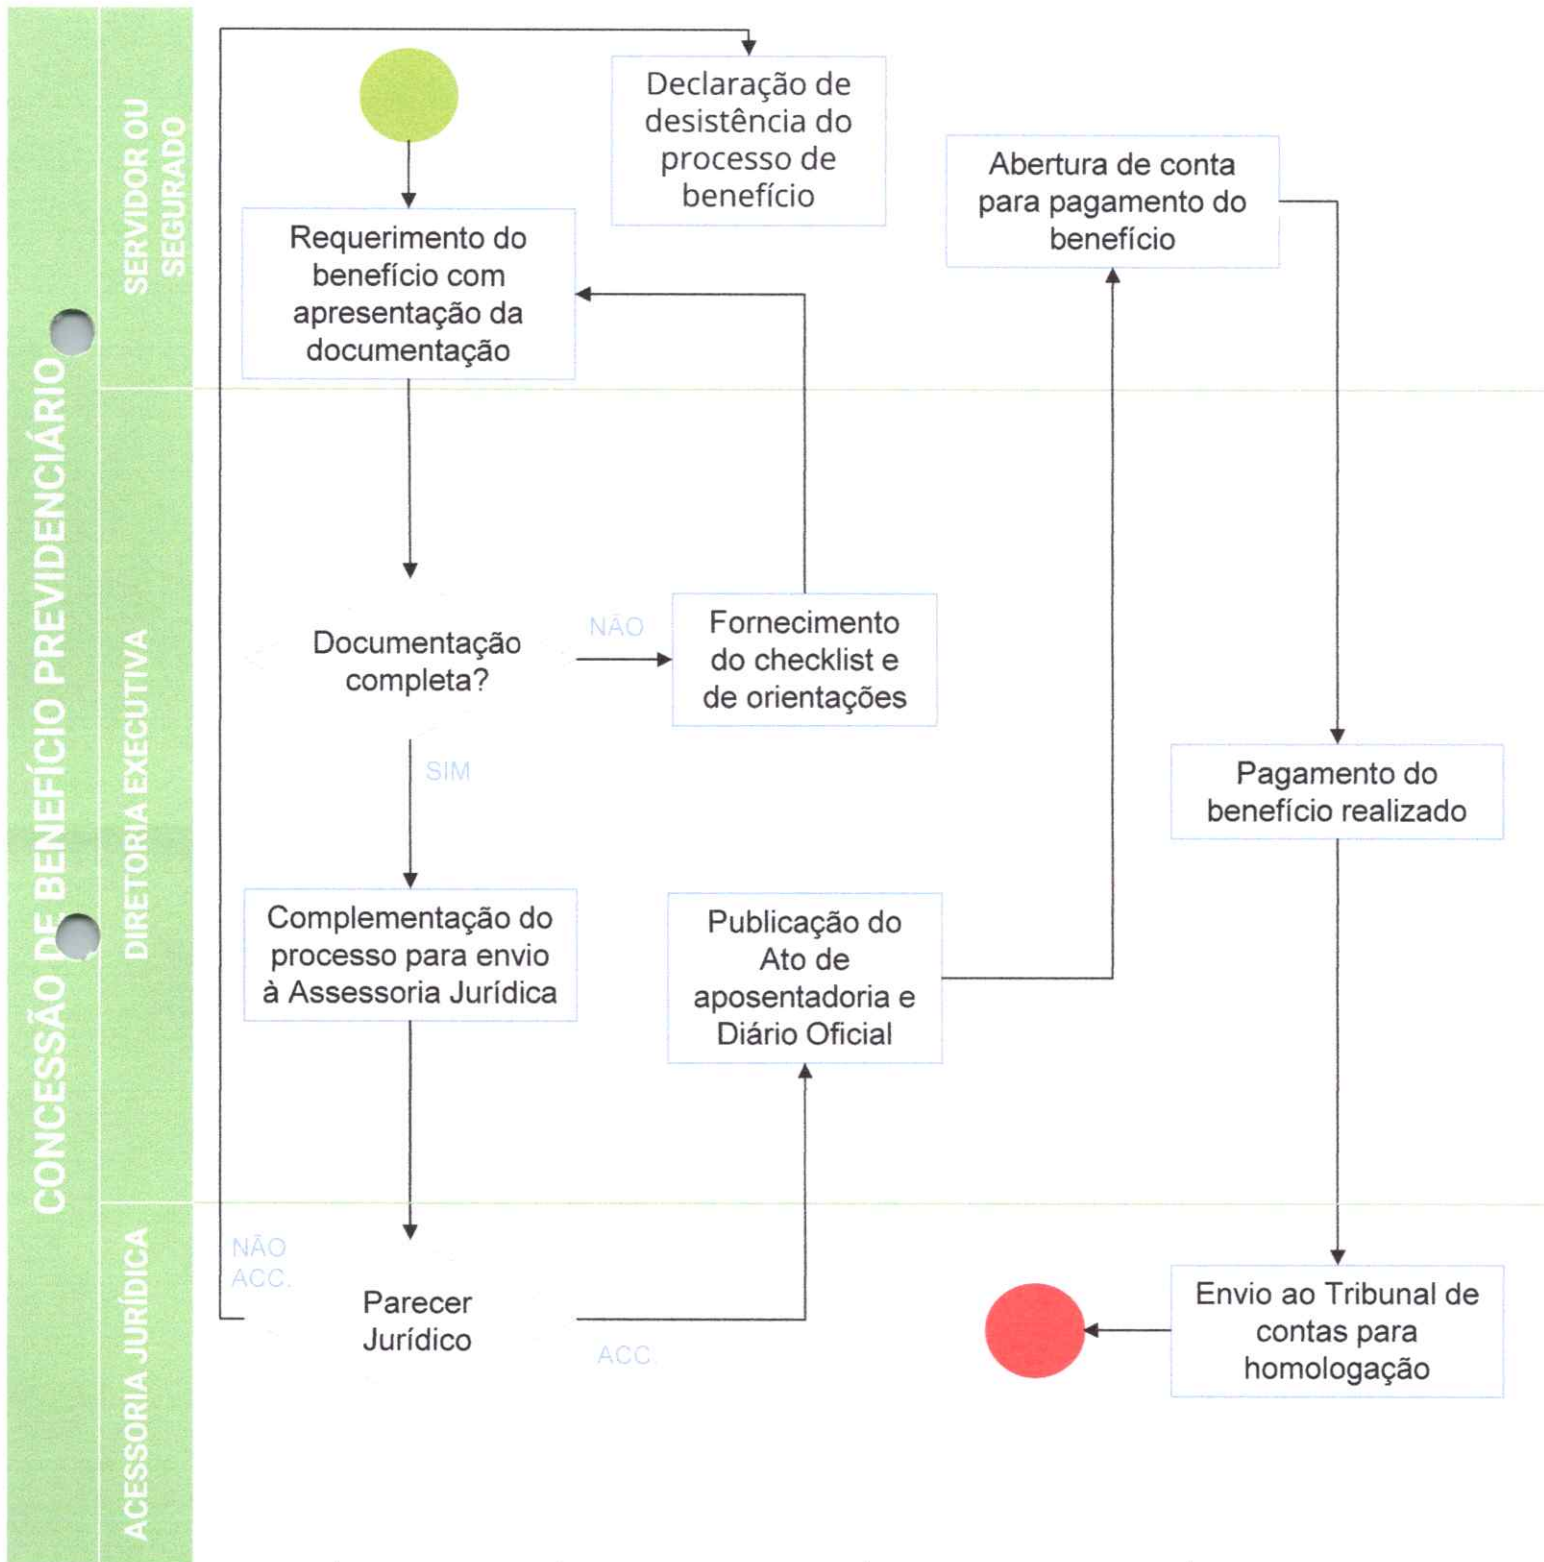 CONCESSÃO DE BENEFÍCIO PREVIDENCIÁRIO
SERVIDOR OU
SEGURADO
Declaração de
desistência do
processo de
benefício
Abertura de conta
para pagamento do
benefício
Requerimento do
benefício com
apresentação da
documentação
DIRETORIA EXECUTIVA
Documentação
completa?
NÃO
Fornecimento
do checklist e
de orientações
SIM
Pagamento do
benefício realizado
Complementação do
processo para envio
à Assessoria Jurídica
Publicação do
Ato de
aposentadoria e
Diário Oficial
ACESSORIA JURÍDICA
NÃO
ACC.
Parecer
Jurídico
ACC.
Envio ao Tribunal de
contas para
homologação